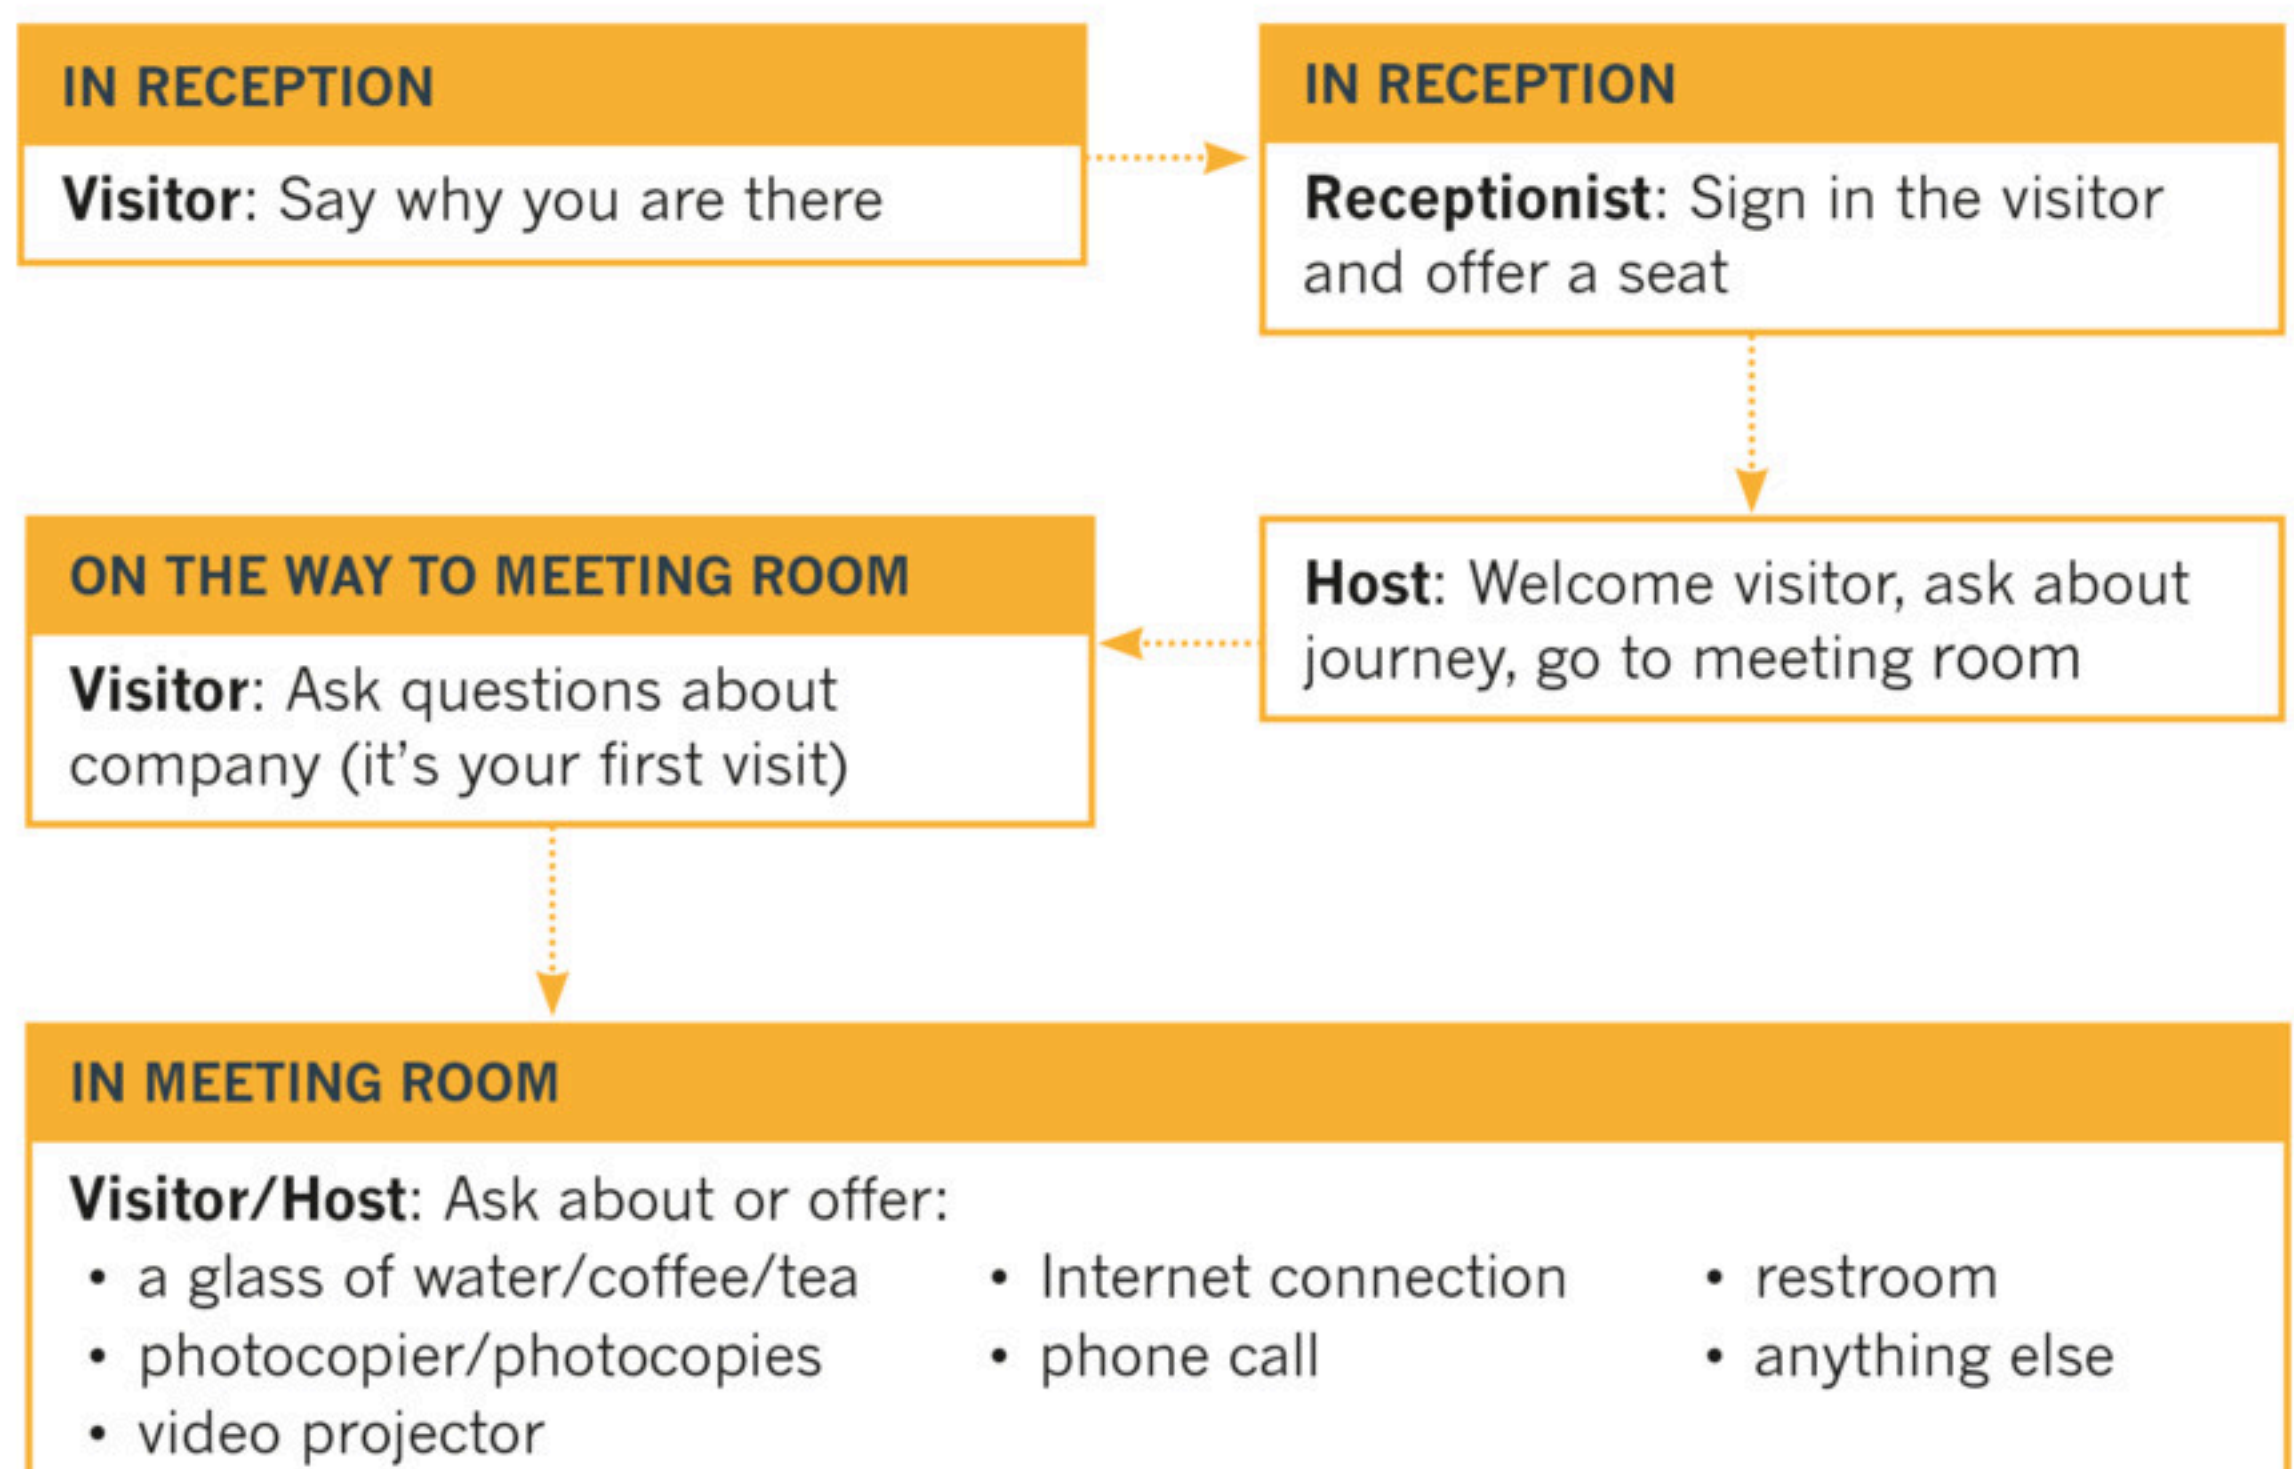 IN RECEPTION
Visitor: Say why you are there
IN RECEPTION
Receptionist: Sign in the visitor
and offer a seat
Host: Welcome visitor, ask about
journey, go to meeting room
ON THE WAY TO MEETING ROOM
Visitor: Ask questions about
company (it's your first visit)
IN MEETING ROOM
Visitor/Host: Ask about or offer:
• a glass of water/coffee/tea
• photocopier/photocopies
• video projector
• Internet connection
• phone call
• restroom
• anything else